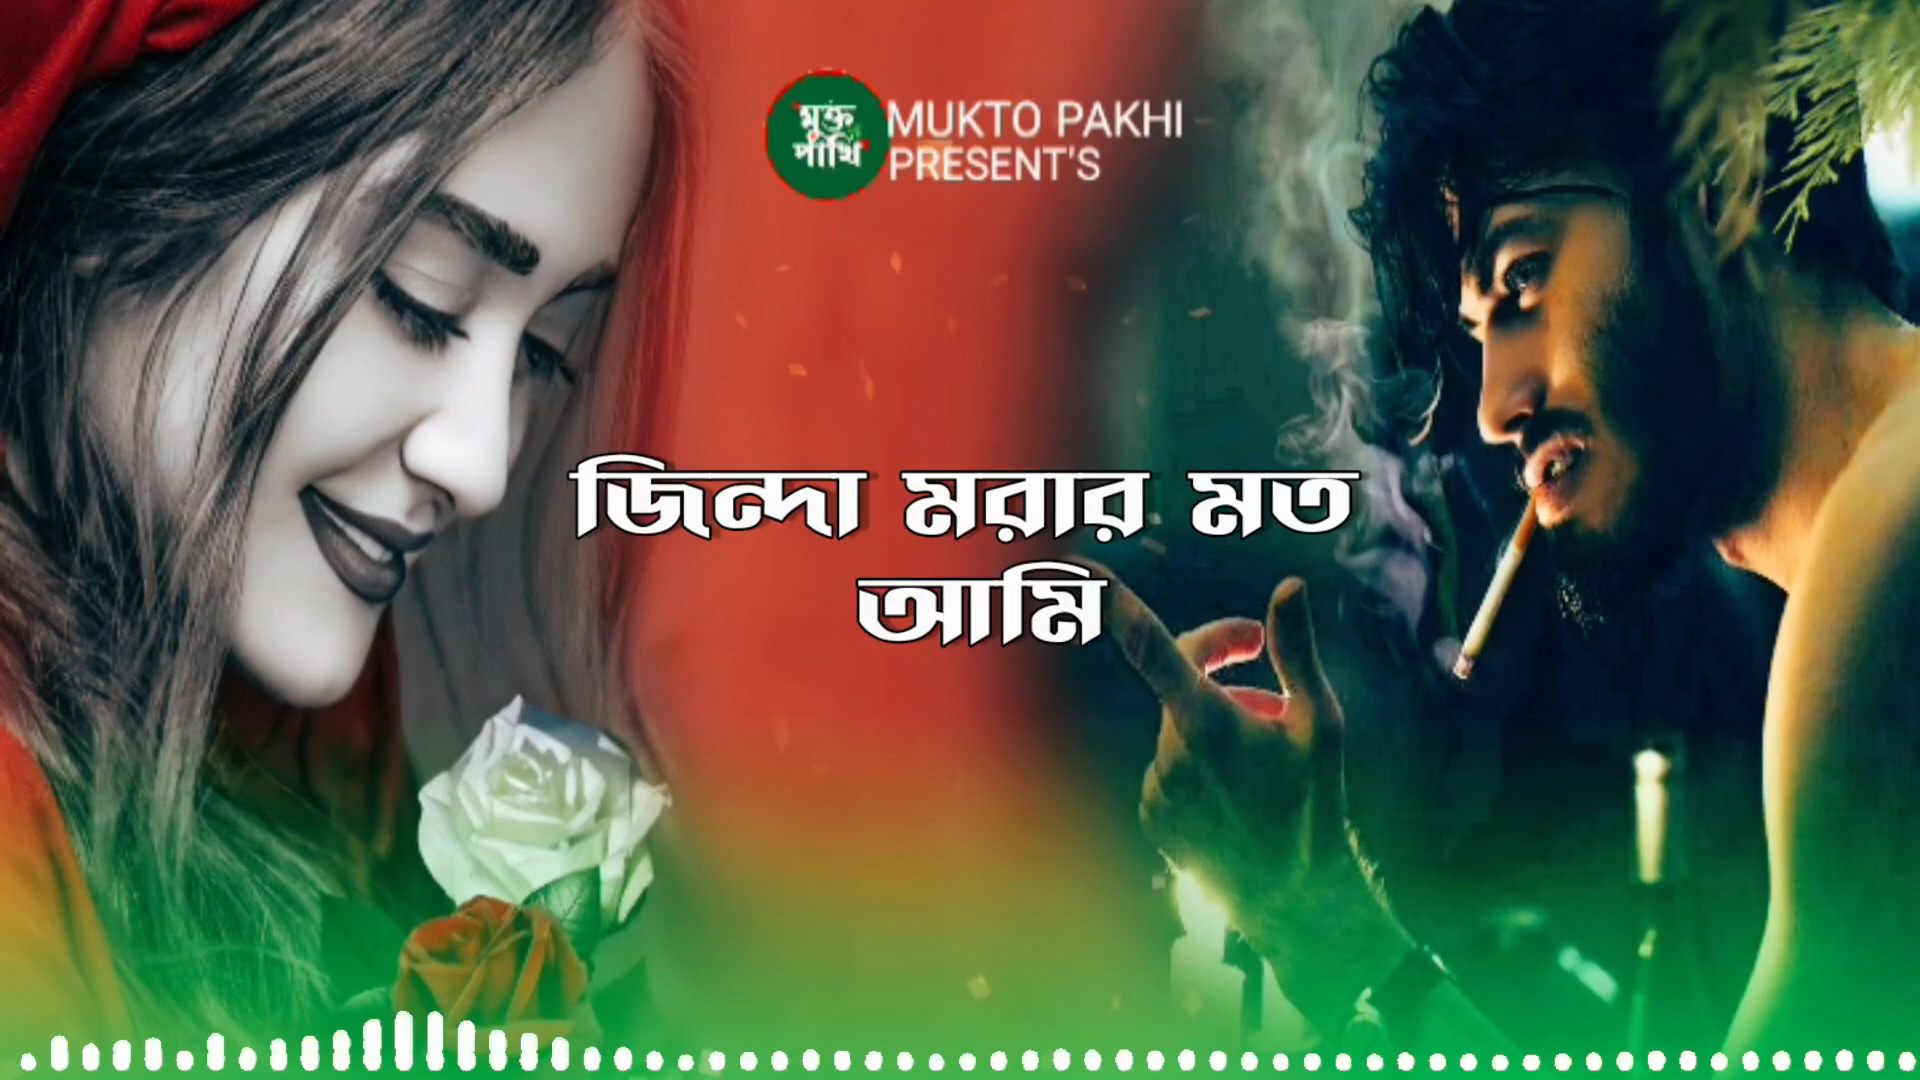 মুক্ত
পাখি
MUKTO PAKHI
PRESENT'S
জিন্দা মরার মত
আমি